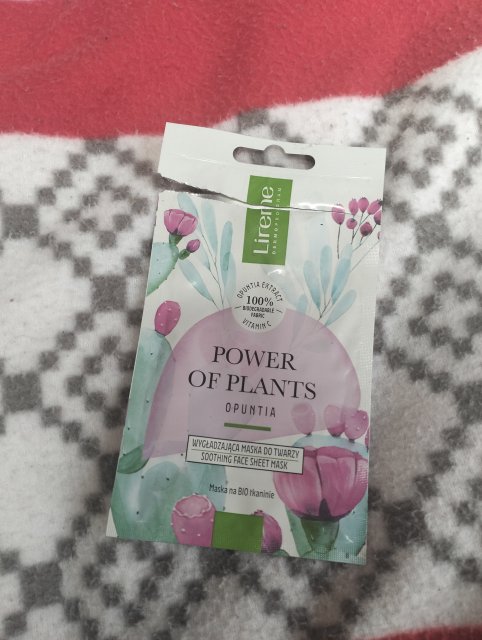 Lirene
DERMOPROGRAM
OPUNTIA EXTRACT
100%
BIODEGRADABLE
FABRIC
VITAMIN C
POWER
OF PLANTS
OPUNTIA
WYGŁADZAJĄCA MASKA DO TWARZY
SOOTHING FACE SHEET MASK
Maska na BIO tkaninie